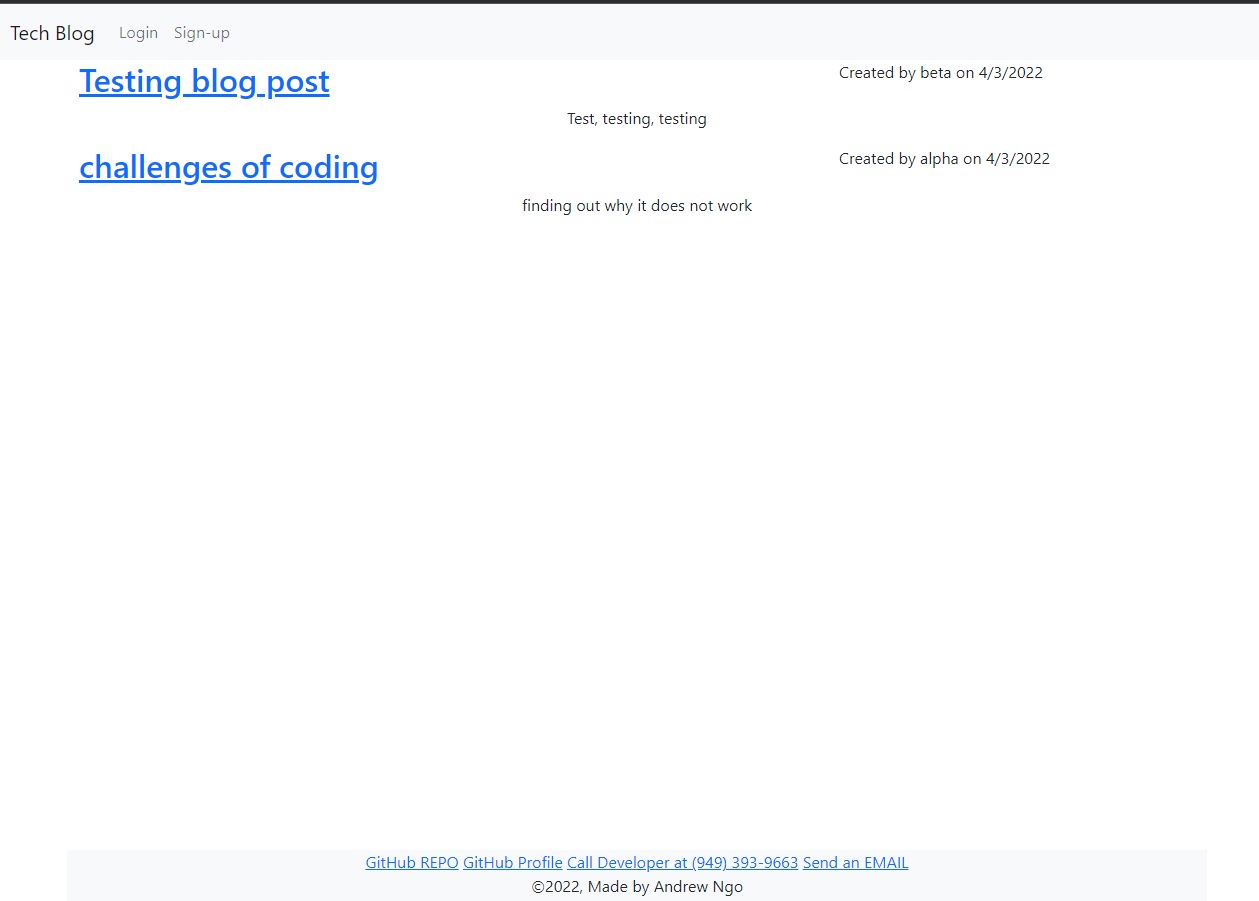 Tech Blog Login Sign-up
Testing blog post Created by beta on 4/3/2022
Test, testing, testing
challenges of coding Created by alpha on 4/3/2022
finding out why it does not work
GitHub REPO GitHub Profile Call Developer at (949) 393-9663 Send an EMAIL
©2022, Made by Andrew Ngo